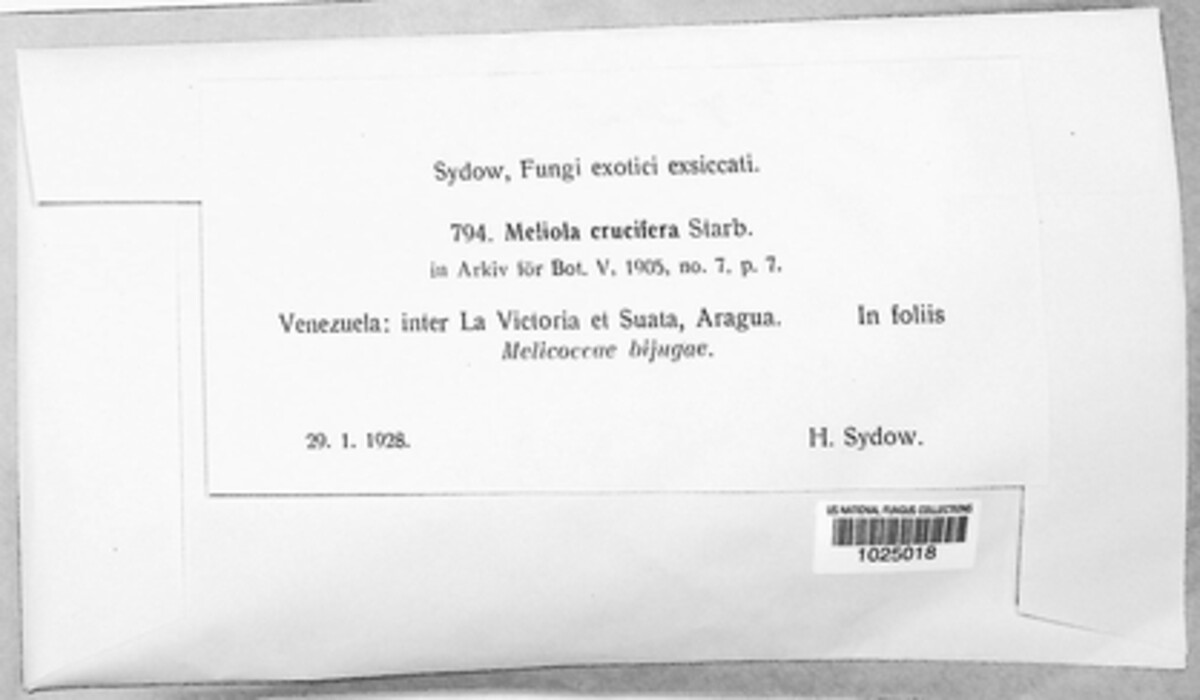 Sydow, Fungi exotici exsiccati.
794. Meliola crucifera Starb.
in Arkiv för Bot. V, 1905, no. 7, p. 7.
Venezuela: inter La Victoria et Suata, Aragua. In foliis
Melicoccae bijugae.
29. 1. 1928. H. Sydow.
US NATIONAL FUNGUS COLLECTIONS
1025018